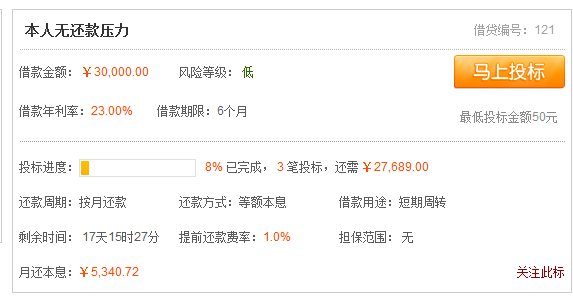 本人无还款压力 借贷编号：121
借款金额：￥30,000.00 风险等级：低 马上投标
借款年利率：23.00% 借款期限：6个月 最低投标金额50元
投标进度： 8% 已完成， 3 笔投标，还需￥27,689.00
还款周期：按月还款 还款方式：等额本息 借款用途：短期周转
剩余时间： 17天15时27分 提前还款费率：1.0% 担保范围： 无
月还本息：￥5,340.72 关注此标